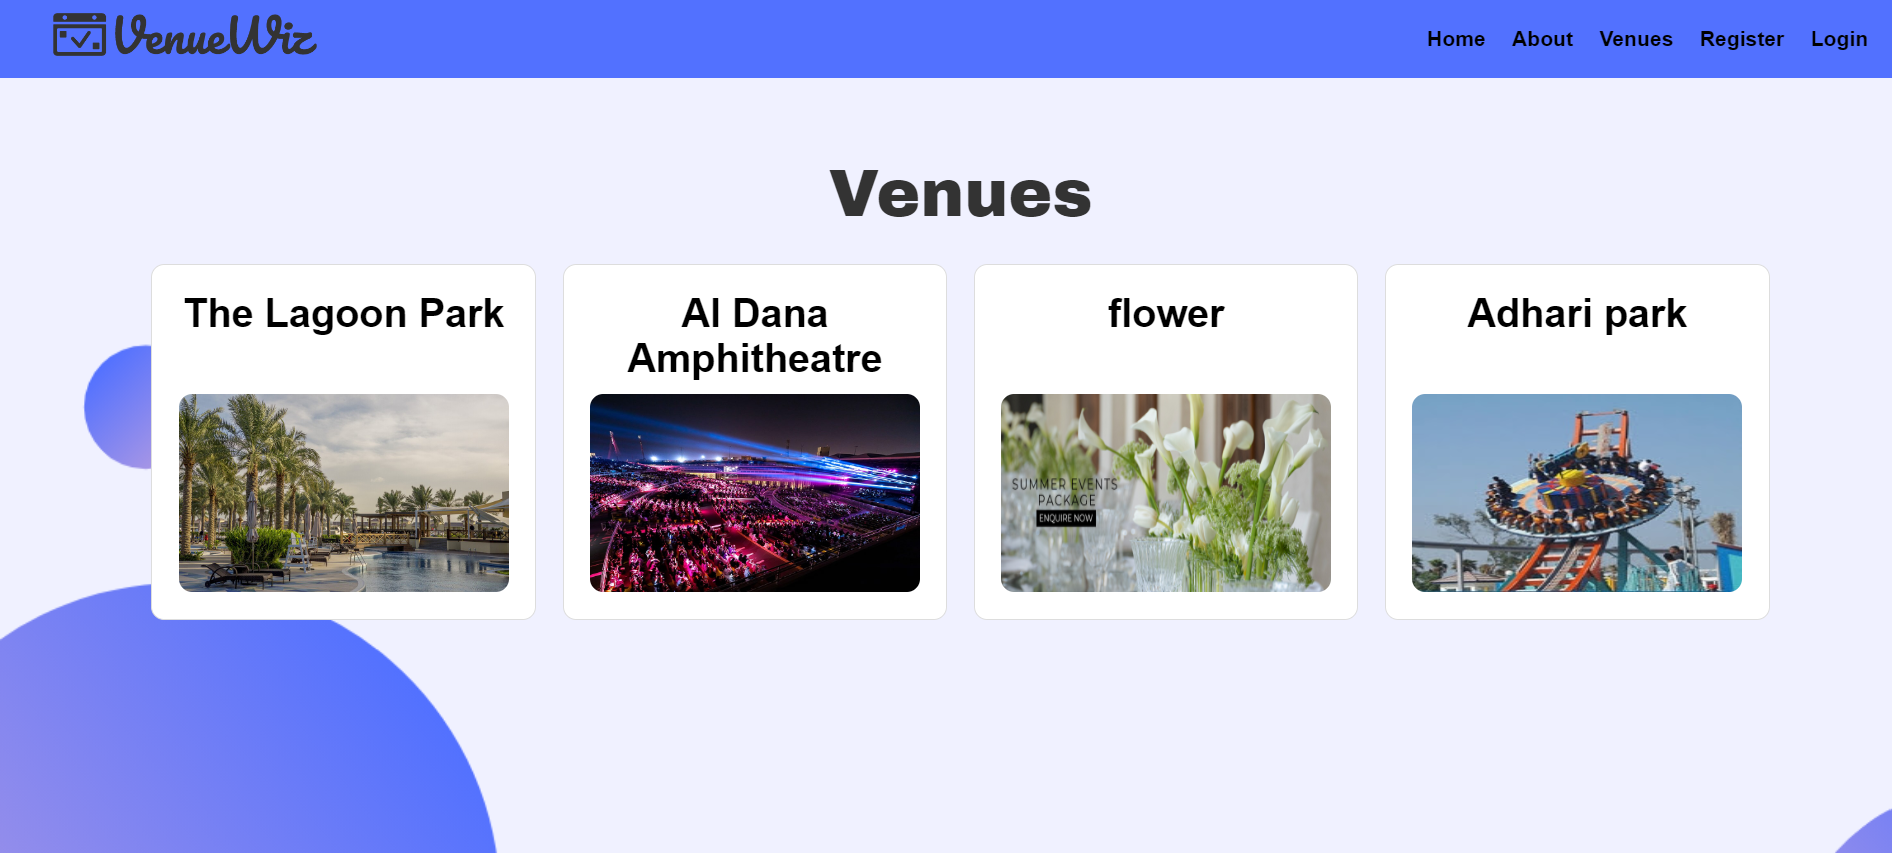 VenueWiz
Home About Venues Register Login
Venues
The Lagoon Park
Al Dana
Amphitheatre
flower
SUMMER EVENTS
PACKAGE
ENQUIRE NOW
Adhari park